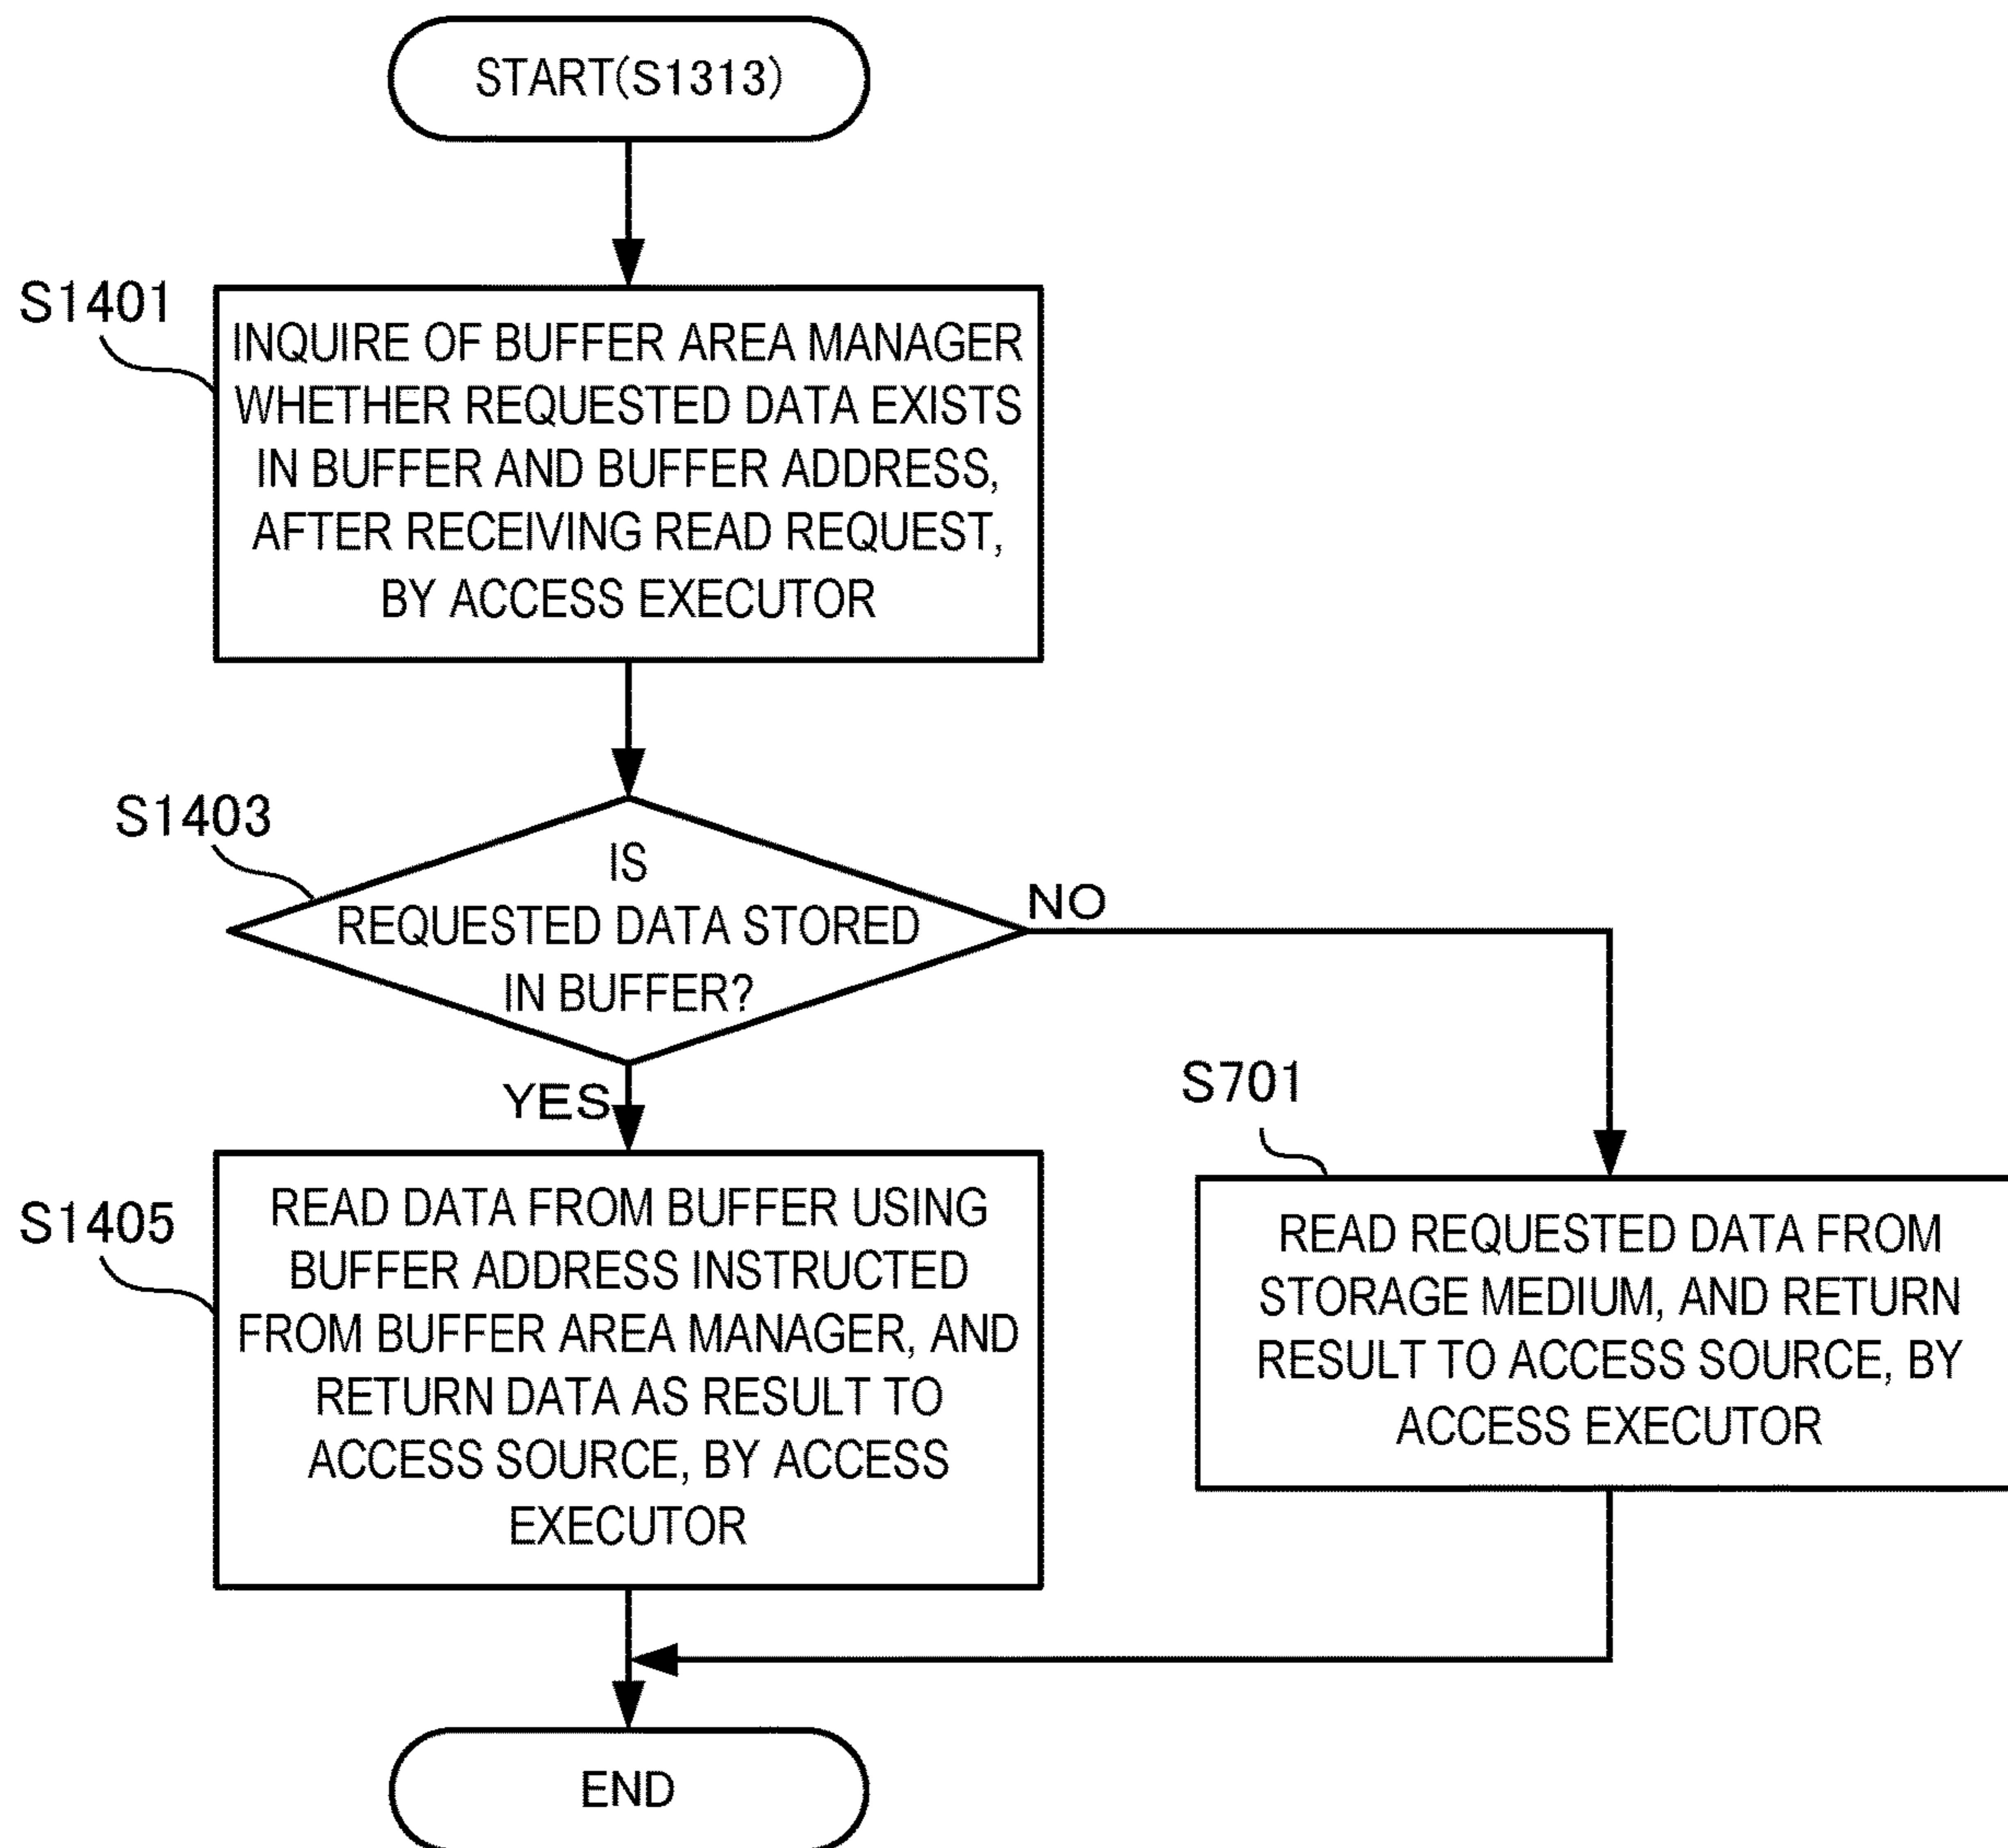 START(S1313)
S1401
INQUIRE OF BUFFER AREA MANAGER
WHETHER REQUESTED DATA EXISTS
IN BUFFER AND BUFFER ADDRESS,
AFTER RECEIVING READ REQUEST,
BY ACCESS EXECUTOR
S1403
IS
REQUESTED DATA STORED
IN BUFFER?
NO
YES
S1405
READ DATA FROM BUFFER USING
BUFFER ADDRESS INSTRUCTED
FROM BUFFER AREA MANAGER, AND
RETURN DATA AS RESULT TO
ACCESS SOURCE, BY ACCESS
EXECUTOR
S701
READ REQUESTED DATA FROM
STORAGE MEDIUM, AND RETURN
RESULT TO ACCESS SOURCE, BY
ACCESS EXECUTOR
END